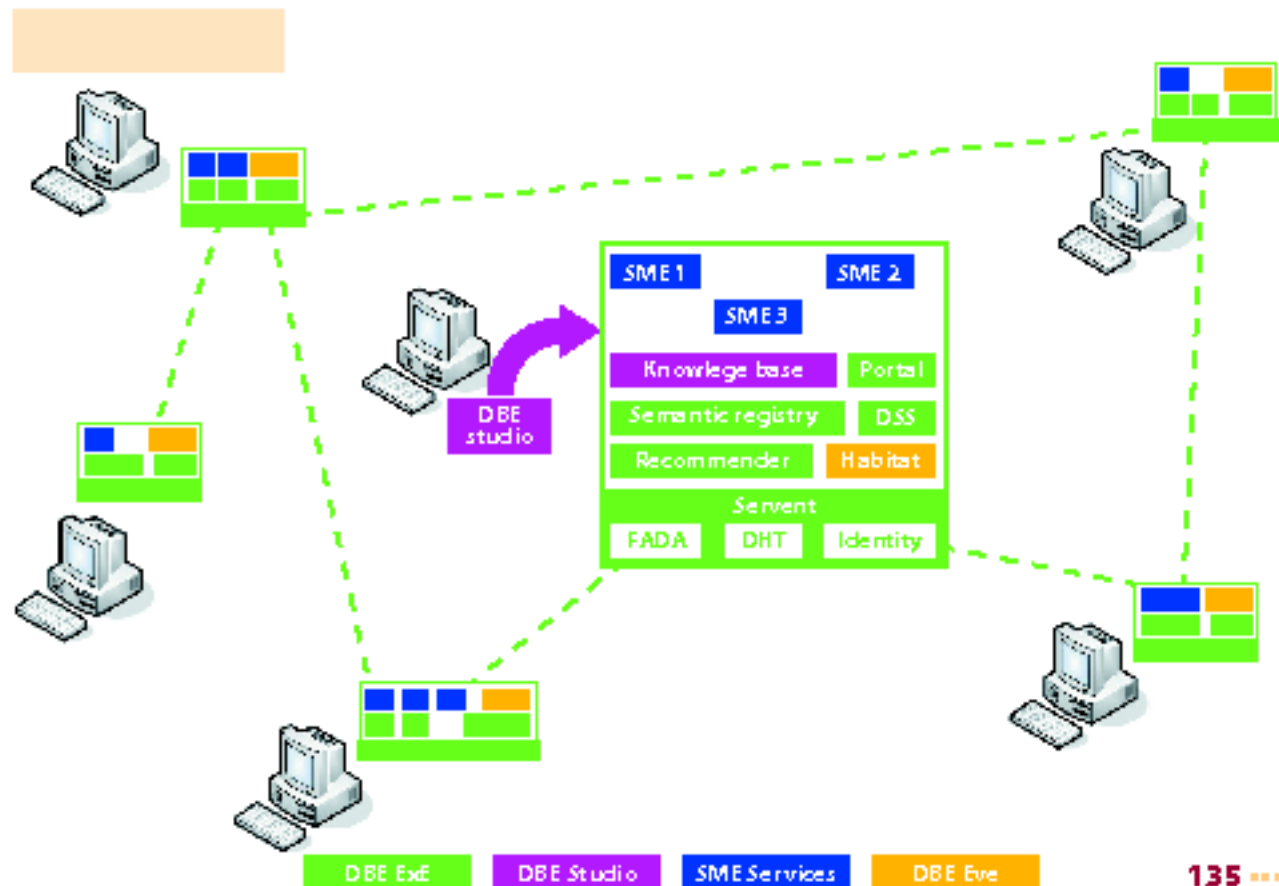 SME 1
SME 2
SME 3
Knowlege base
Portal
DBE
studio
Semantic registry
DSS
Recommender
Habitat
Servent
FADA
DHT
Identity
DBE ExE
DBE Studio
SME Services
DBE Eve
135